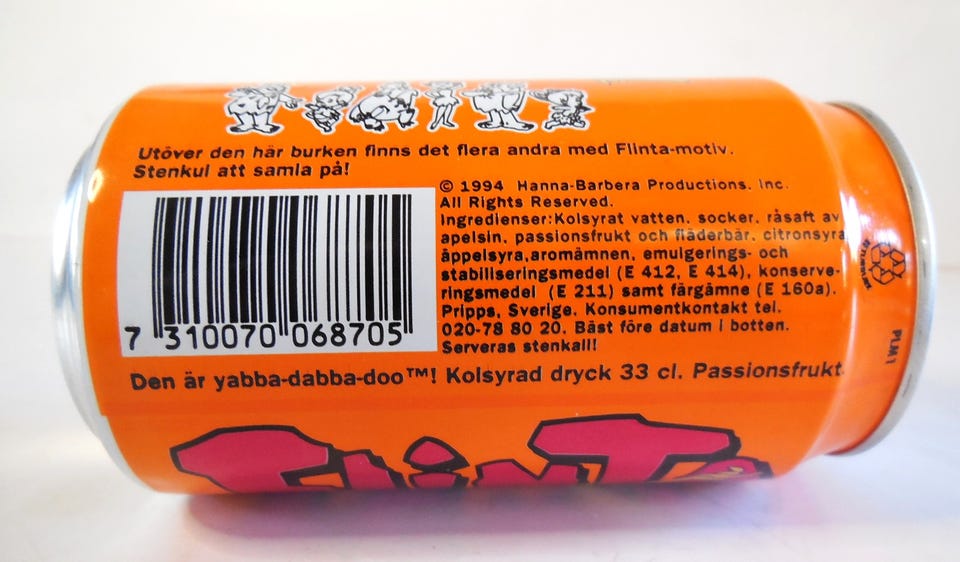 Utöver den här burken finns det flera andra med Flinta-motiv.
Stenkul att samla på!
© 1994 Hanna-Barbera Productions. Inc.
All Rights Reserved.
Ingredienser:Kolsyrat vatten, socker, råsaft av
apelsin, passionsfrukt och fläderbär, citronsyra
äppelsyra,aromämnen, emulgerings- och
stabiliseringsmedel (E 412, E 414), konserve-
ringsmedel (E 211) samt färgämne (E 160a).
Pripps, Sverige. Konsumentkontakt tel.
020-78 80 20. Bäst före datum i botten.
Serveras stenkall!
7 310070 068705
Den är yabba-dabba-doo™! Kolsyrad dryck 33 cl. Passionsfrukt
FlinTa
PLM1